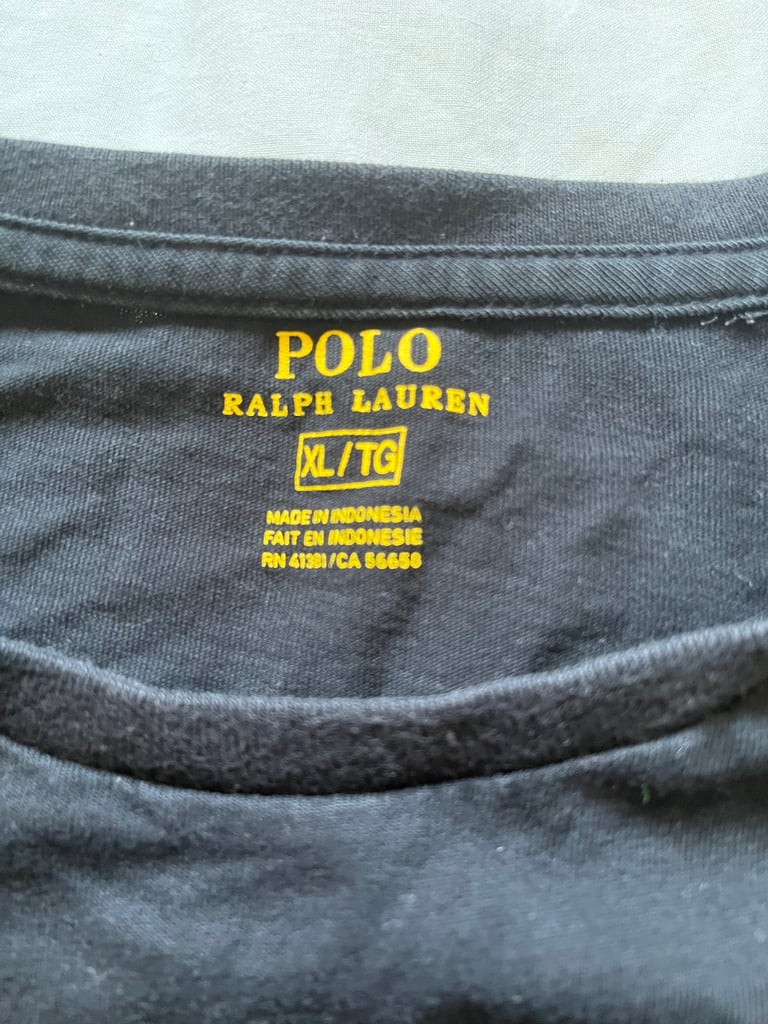 POLO
RALPH LAUREN
XL/TG
MADE IN INDONESIA
FAIT EN INDONESIE
RN 41381/CA 56658